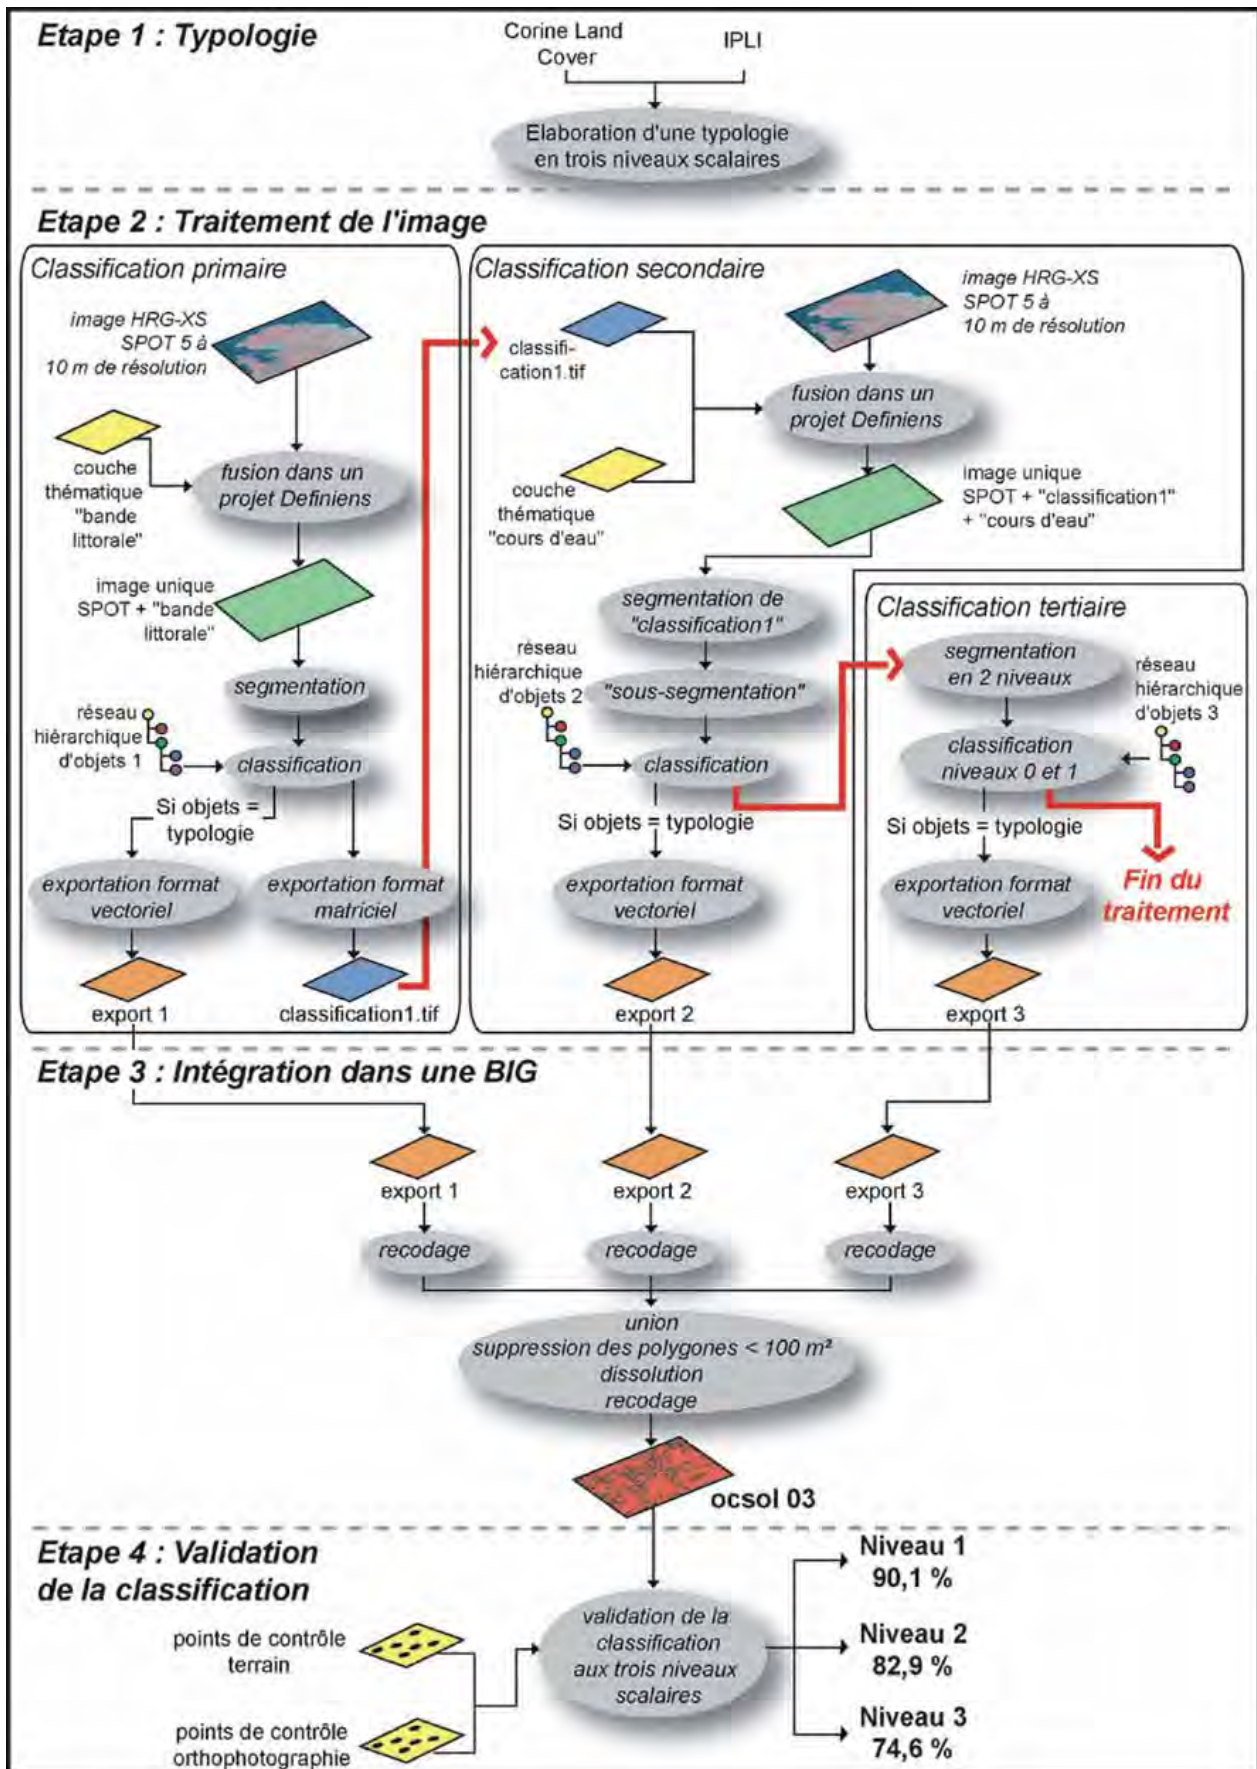 Etape 1 : Typologie
Corine Land
Cover
IPLI
Elaboration d'une typologie
en trois niveaux scalaires
Etape 2 : Traitement de l'image
Classification primaire
image HRG-XS
SPOT 5 à
10 m de résolution
couche
thématique
"bande
littorale"
fusion dans un
projet Definiens
image unique
SPOT + "bande
littorale"
segmentation
réseau
hiérarchique
d'objets 1
classification
Si objets =
typologie
exportation format
vectoriel
exportation format
matriciel
export 1
classification1.tif
Classification secondaire
classifi-
cation1.tif
image HRG-XS
SPOT 5 à
10 m de résolution
fusion dans un
projet Definiens
couche
thématique
"cours d'eau"
image unique
SPOT + "classification1"
+ "cours d'eau"
segmentation de
"classification1"
réseau
hiérarchique
d'objets 2
"sous-segmentation"
classification
Si objets = typologie
exportation format
vectoriel
export 2
Classification tertiaire
segmentation
en 2 niveaux
réseau
hiérarchique
d'objets 3
classification
niveaux 0 et 1
Si objets = typologie
exportation format
vectoriel
Fin du
traitement
export 3
Etape 3 : Intégration dans une BIG
export 1
export 2
export 3
recodage
recodage
recodage
union
suppression des polygones < 100 m²
dissolution
recodage
ocsol 03
Etape 4 : Validation
de la classification
points de contrôle
terrain
points de contrôle
orthophotographie
validation de la
classification
aux trois niveaux
scalaires
Niveau 1
90,1 %
Niveau 2
82,9 %
Niveau 3
74,6 %